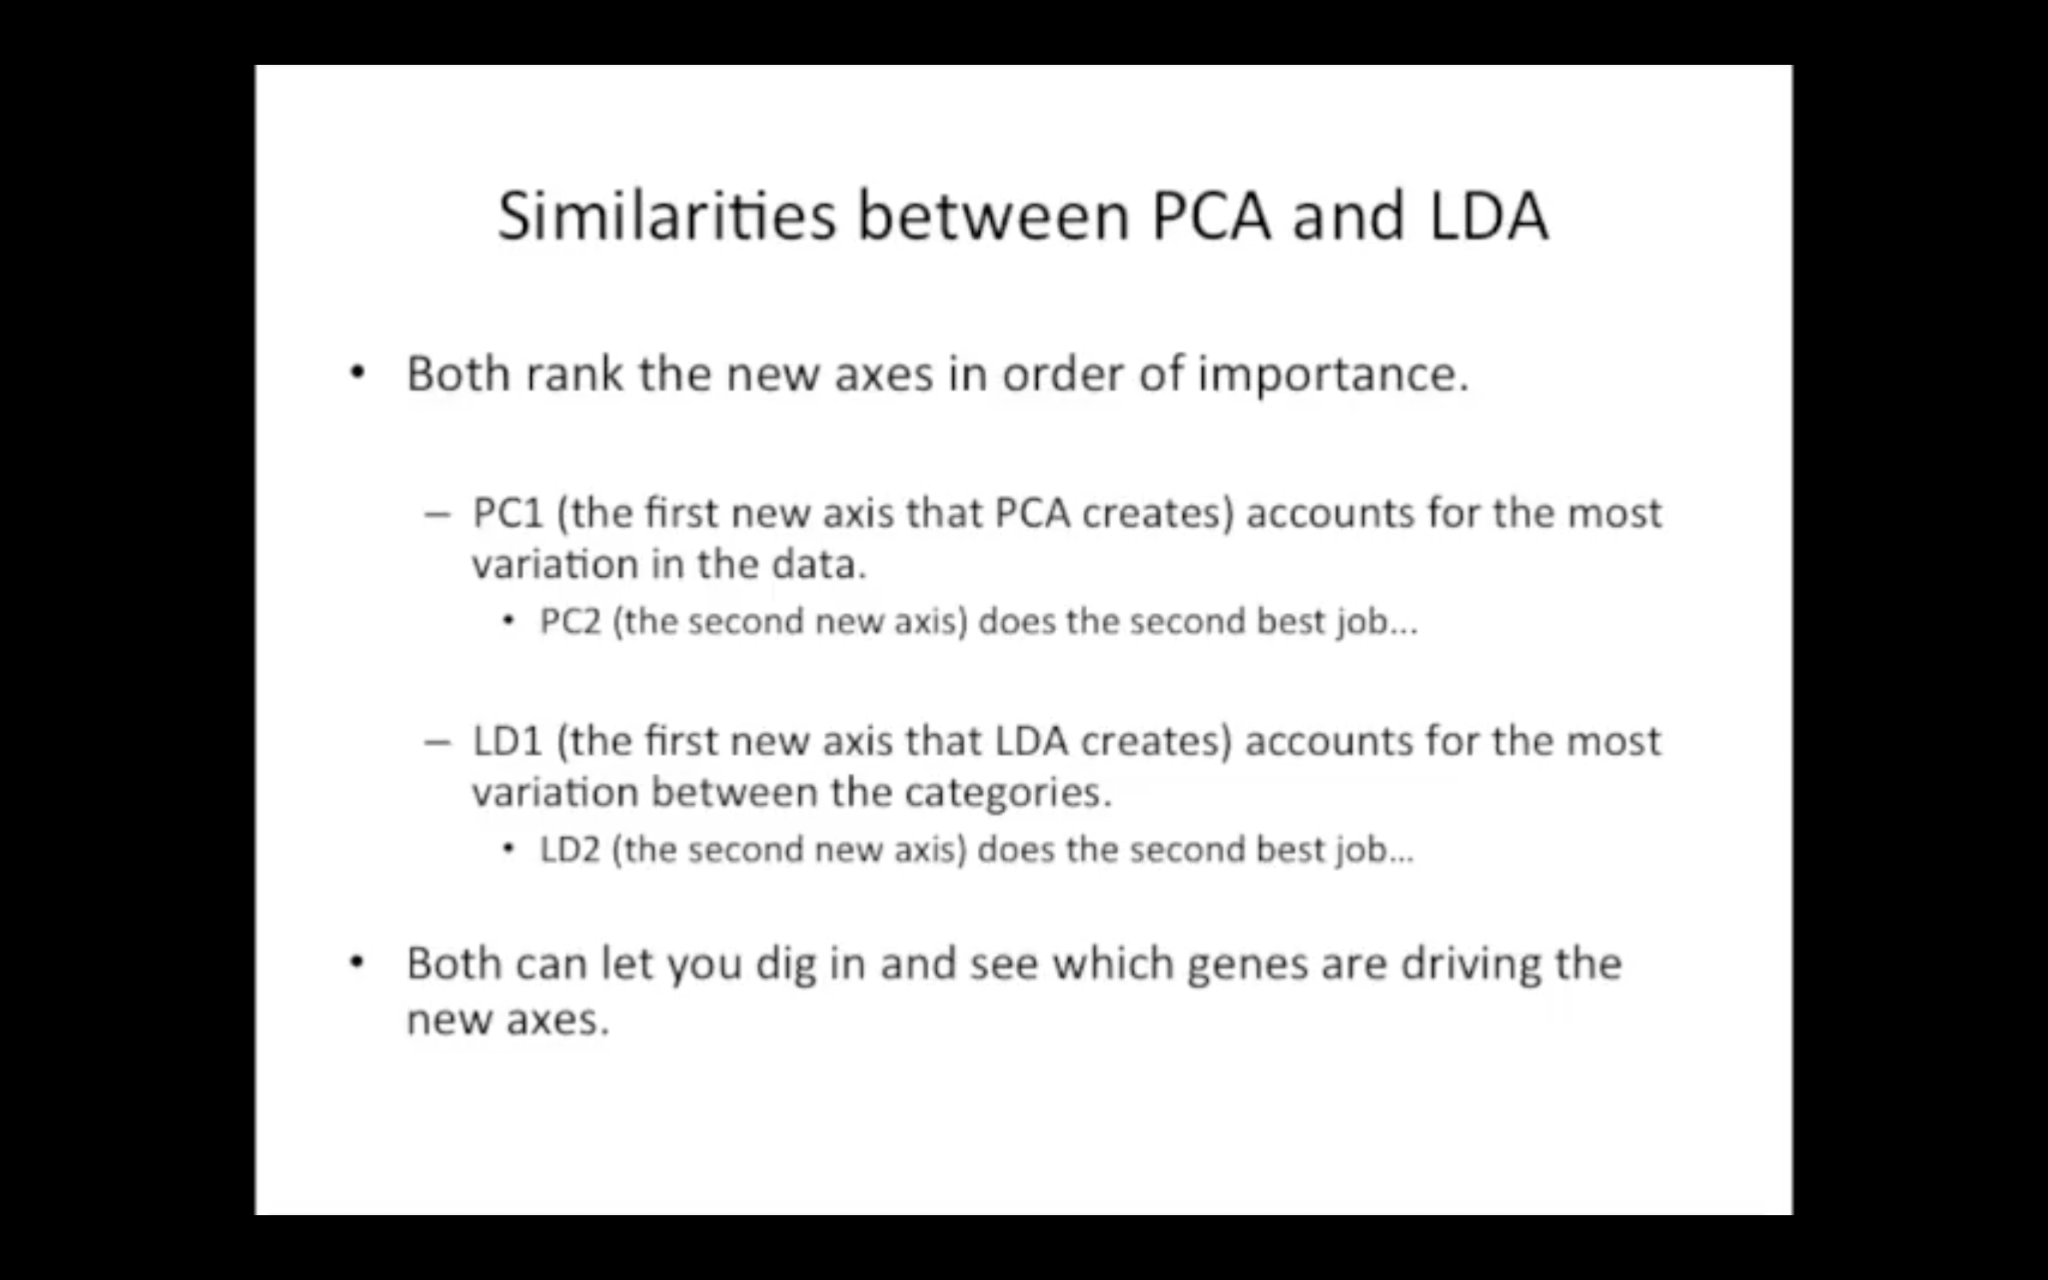 Similarities between PCA and LDA
• Both rank the new axes in order of importance.
– PC1 (the first new axis that PCA creates) accounts for the most
variation in the data.
• PC2 (the second new axis) does the second best job...
– LD1 (the first new axis that LDA creates) accounts for the most
variation between the categories.
• LD2 (the second new axis) does the second best job...
• Both can let you dig in and see which genes are driving the
new axes.